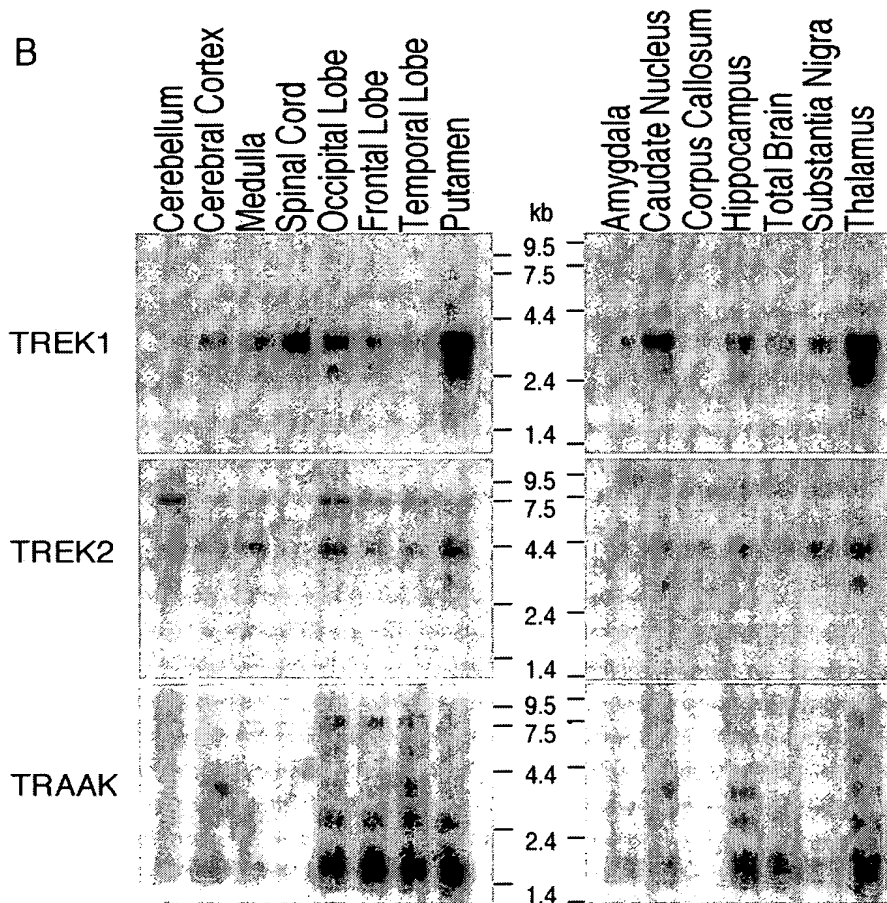 B
Cerebellum
Cerebral Cortex
Medulla
Spinal Cord
Occipital Lobe
Frontal Lobe
Temporal Lobe
Putamen
kb
Amygdala
Caudate Nucleus
Corpus Callosum
Hippocampus
Total Brain
Substantia Nigra
Thalamus
TREK1
9.5
7.5
4.4
2.4
1.4
TREK2
9.5
7.5
4.4
2.4
1.4
TRAAK
9.5
7.5
4.4
2.4
1.4